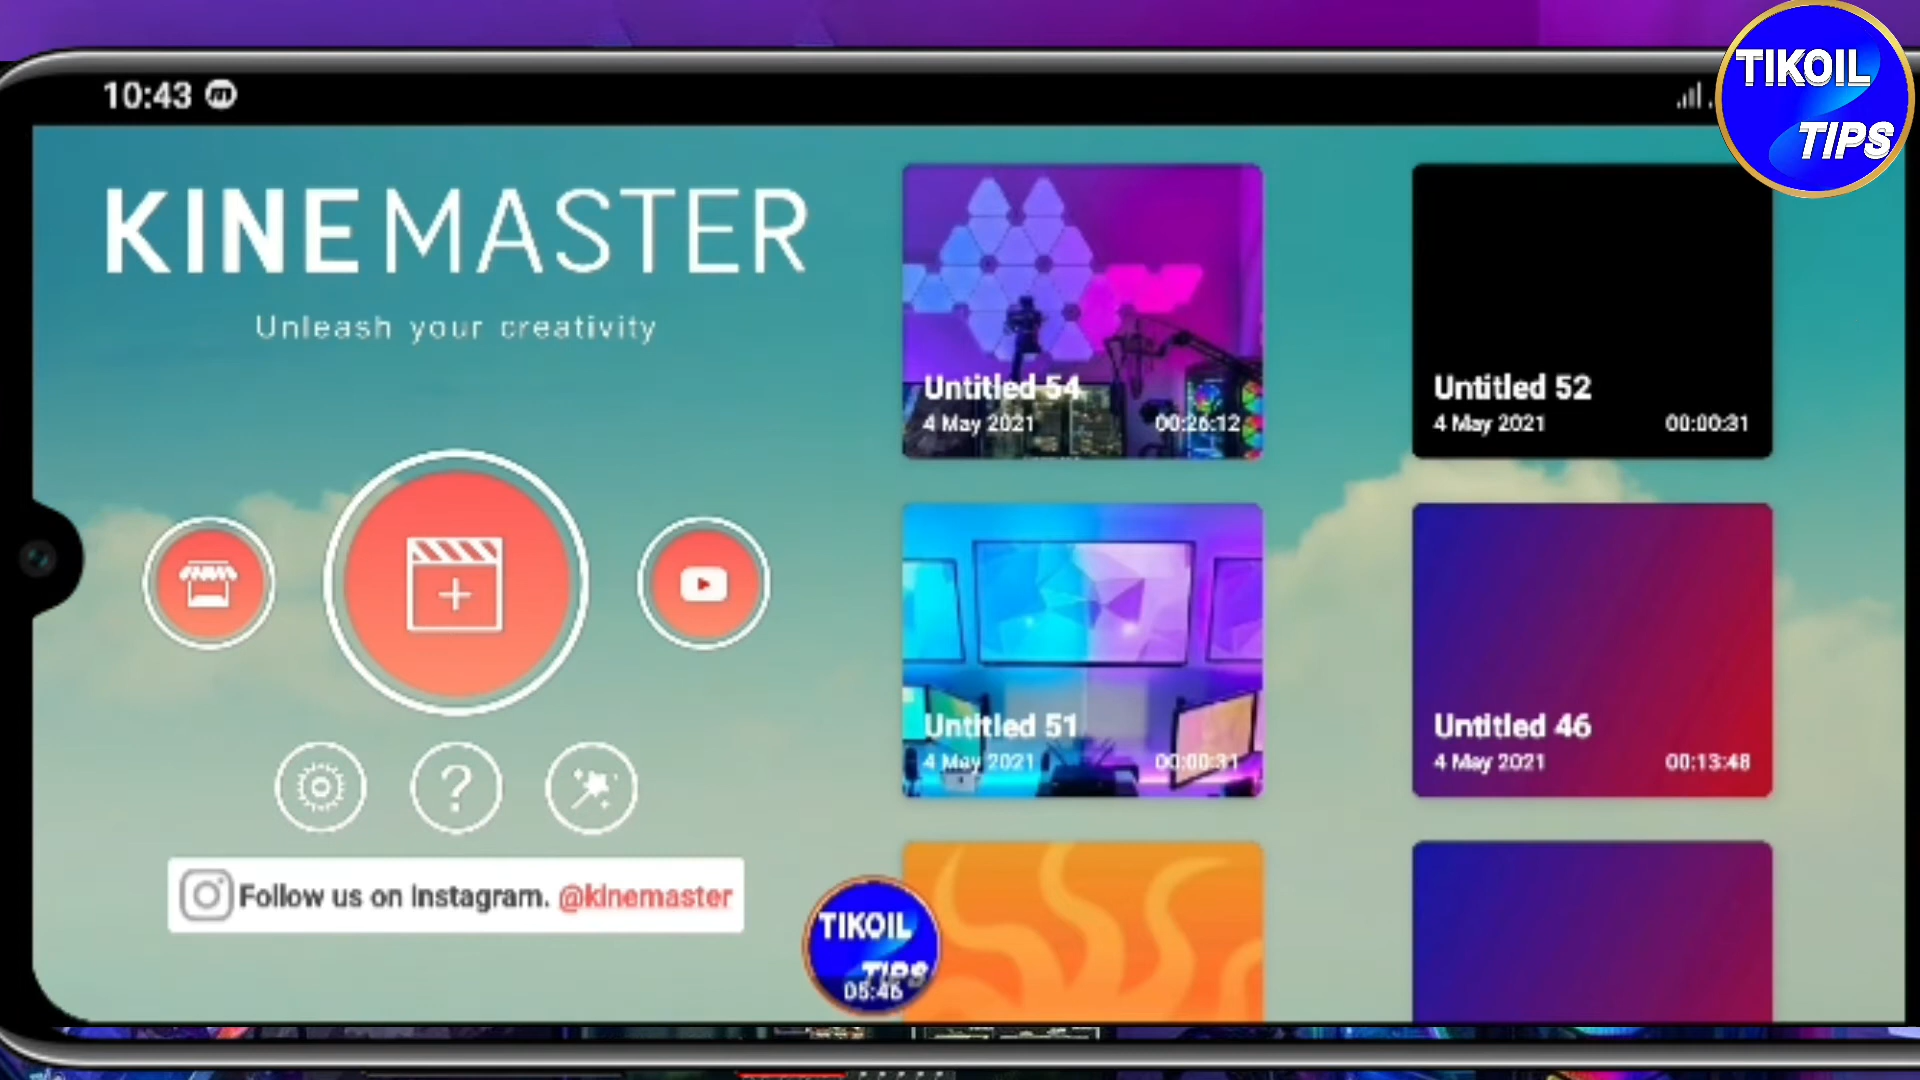 10:43
TIKOIL
TIPS
KINEMASTER
Unleash your creativity
Untitled 54
4 May 2021 00:26:12
Untitled 52
4 May 2021 00:00:31
Untitled 51
4 May 2021 00:00:31
Untitled 46
4 May 2021 00:13:48
?
Follow us on Instagram. @kinemaster
TIKOIL
TIPS
05:46